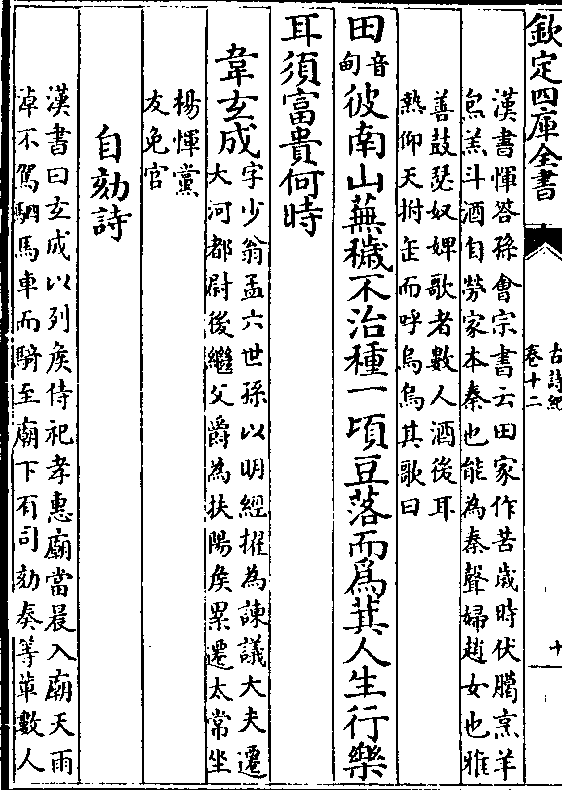 欽定四庫全書
古詩紀
卷十二
十
漢書惲答孫會宗書云田家作苦歳時伏臘烹羊
炰羔斗酒自勞家本秦也能為秦聲婦趙女也雅
善鼓瑟奴婢歌者數人酒後耳
熱仰天拊缶而呼烏烏其歌曰
田音甸彼南山蕪穢不治種一頃豆落而爲萁人生行樂
耳須富貴何時
韋玄成字少翁孟六世孫以明經擢為諫議大夫遷
大河都尉後繼父爵為扶陽矦累遷太常坐
楊惲黨
友免官
自劾詩
漢書曰玄成以列矦侍祀孝惠廟當晨入廟天雨
淖不駕駟馬車而騎至廟下有司劾奏等軰數人